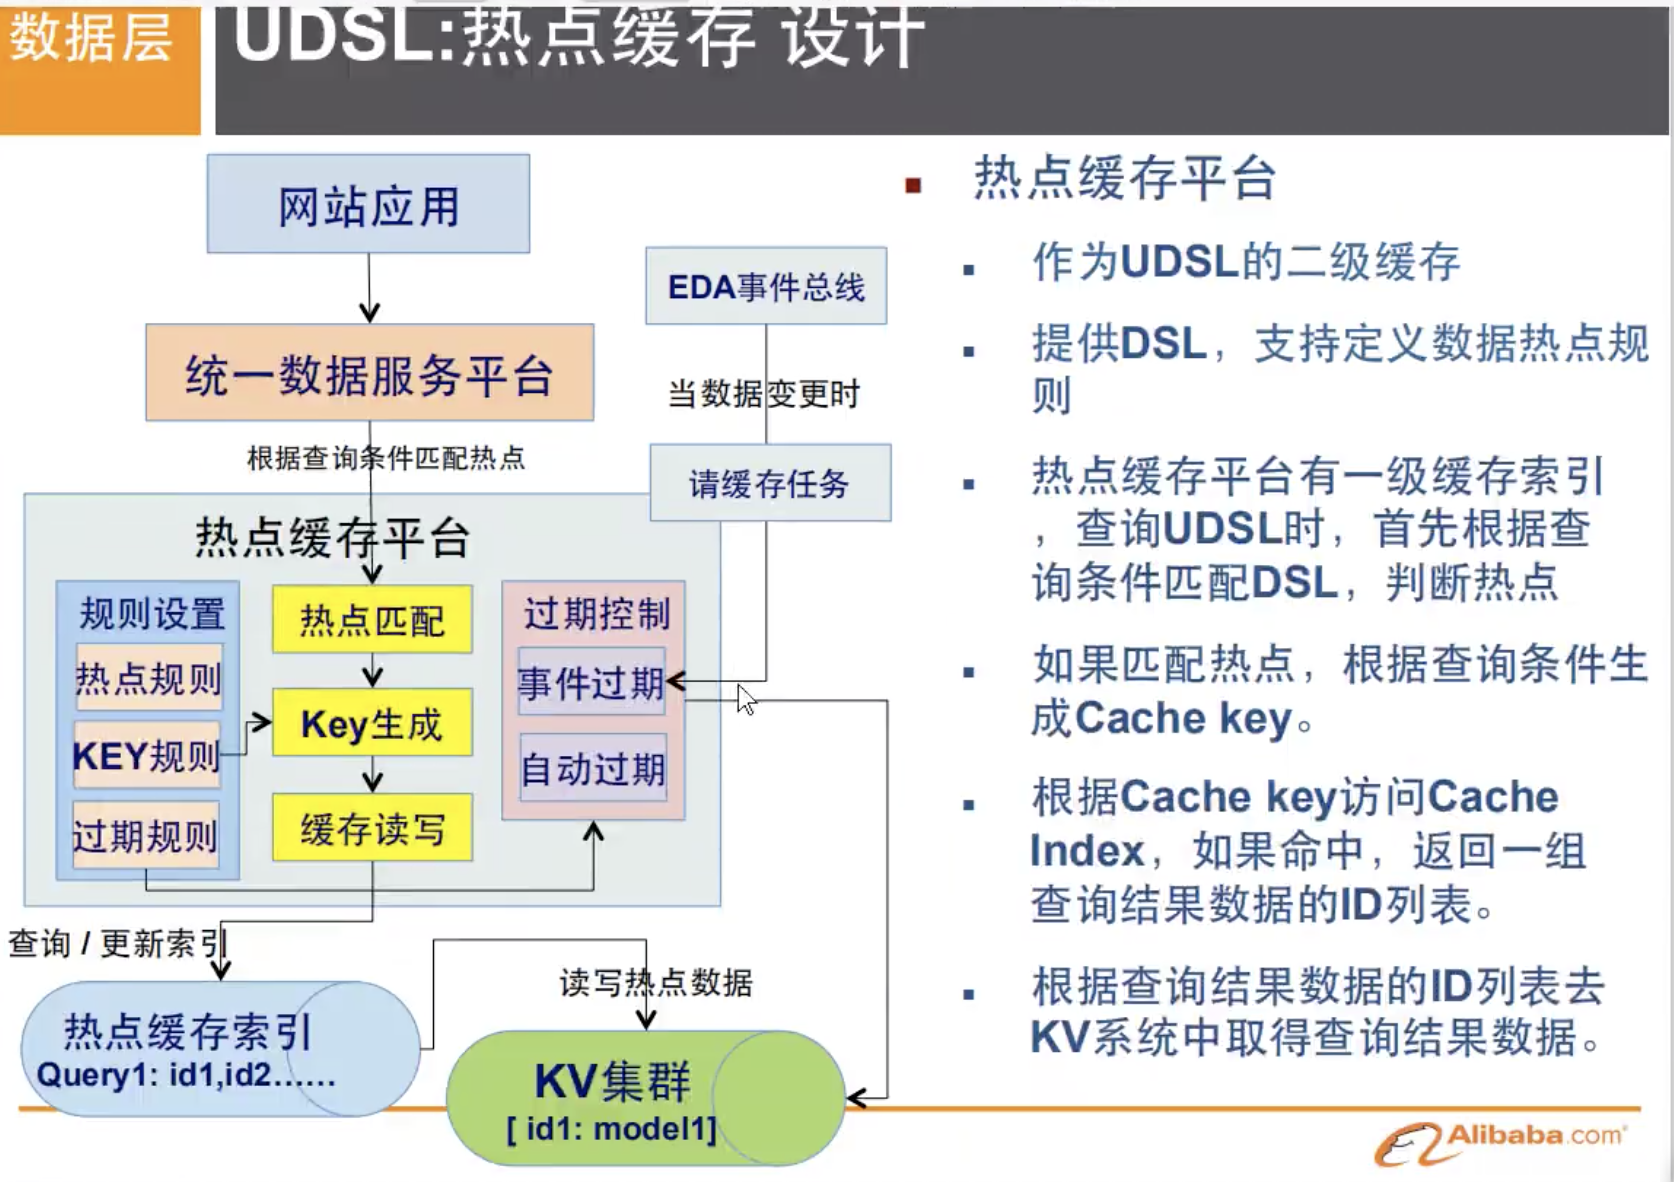 数据层
UDSL:热点缓存 设计
网站应用
统一数据服务平台
根据查询条件匹配热点
EDA事件总线
当数据变更时
请缓存任务
热点缓存平台
规则设置
热点规则
KEY规则
过期规则
热点匹配
Key生成
缓存读写
过期控制
事件过期
自动过期
查询 / 更新索引
热点缓存索引
Query1: id1,id2……
读写热点数据
KV集群
[ id1: model1]
热点缓存平台
作为UDSL的二级缓存
提供DSL，支持定义数据热点规
则
热点缓存平台有一级缓存索引
，查询UDSL时，首先根据查
询条件匹配DSL，判断热点
如果匹配热点，根据查询条件生
成Cache key。
根据Cache key访问Cache
Index，如果命中，返回一组
查询结果数据的ID列表。
根据查询结果数据的ID列表去
KV系统中取得查询结果数据。
Alibaba.com